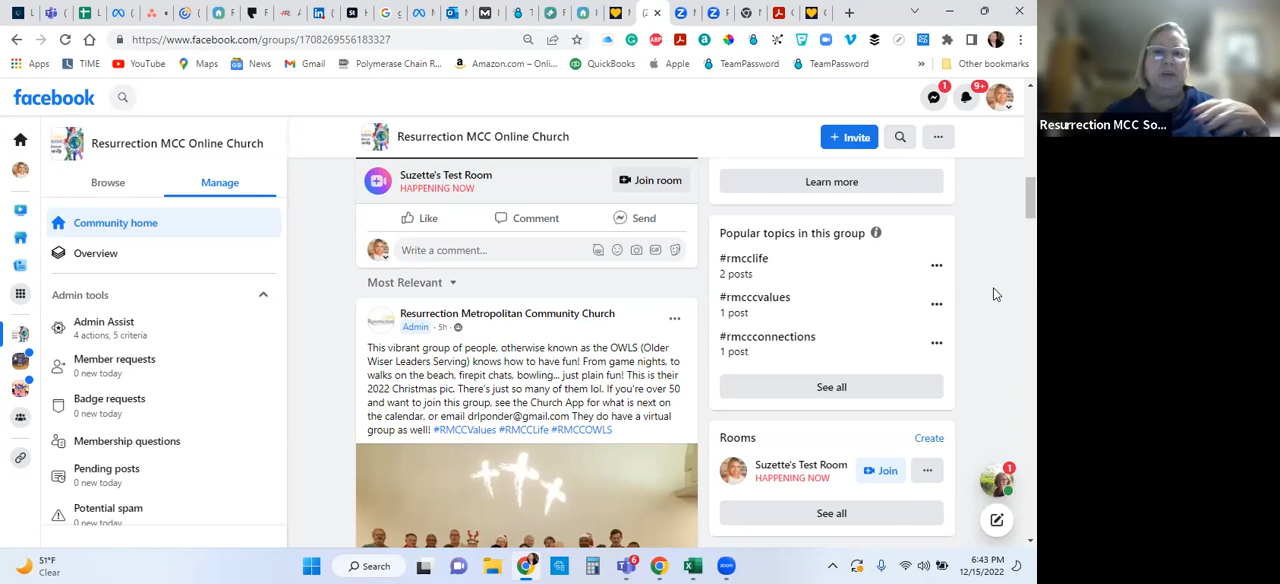 https://www.facebook.com/groups/1708269556183327
Apps
TIME
YouTube
Maps
News
Gmail
Polymerase Chain R...
Amazon.com – Onli...
QuickBooks
Apple
TeamPassword
TeamPassword
»
Other bookmarks
Resurrection MCC So...
facebook
1
9+
Resurrection MCC Online Church
Browse
Manage
Community home
Overview
Admin tools
Admin Assist
4 actions, 5 criteria
Member requests
0 new today
Badge requests
0 new today
Membership questions
Pending posts
0 new today
Potential spam
0 new today
Resurrection MCC Online Church
+ Invite
Suzette's Test Room
HAPPENING NOW
Join room
Like
Comment
Send
Write a comment...
GIF
Most Relevant
Resurrection Metropolitan Community Church
Admin · 5h ·
This vibrant group of people, otherwise known as the OWLS (Older
Wiser Leaders Serving) knows how to have fun! From game nights, to
walks on the beach, firepit chats, bowling... just plain fun! This is their
2022 Christmas pic. There's just so many of them lol. If you're over 50
and want to join this group, see the Church App for what is next on
the calendar, or email drlponder@gmail.com They do have a virtual
group as well! #RMCCValues #RMCCLife #RMCCOWLS
Learn more
Popular topics in this group
#rmcclife
2 posts
#rmcccvalues
1 post
#rmccconnections
1 post
See all
Rooms
Create
Suzette's Test Room
HAPPENING NOW
Join
See all
1
51°F
Clear
Search
6
zoom
6:43 PM
12/15/2022